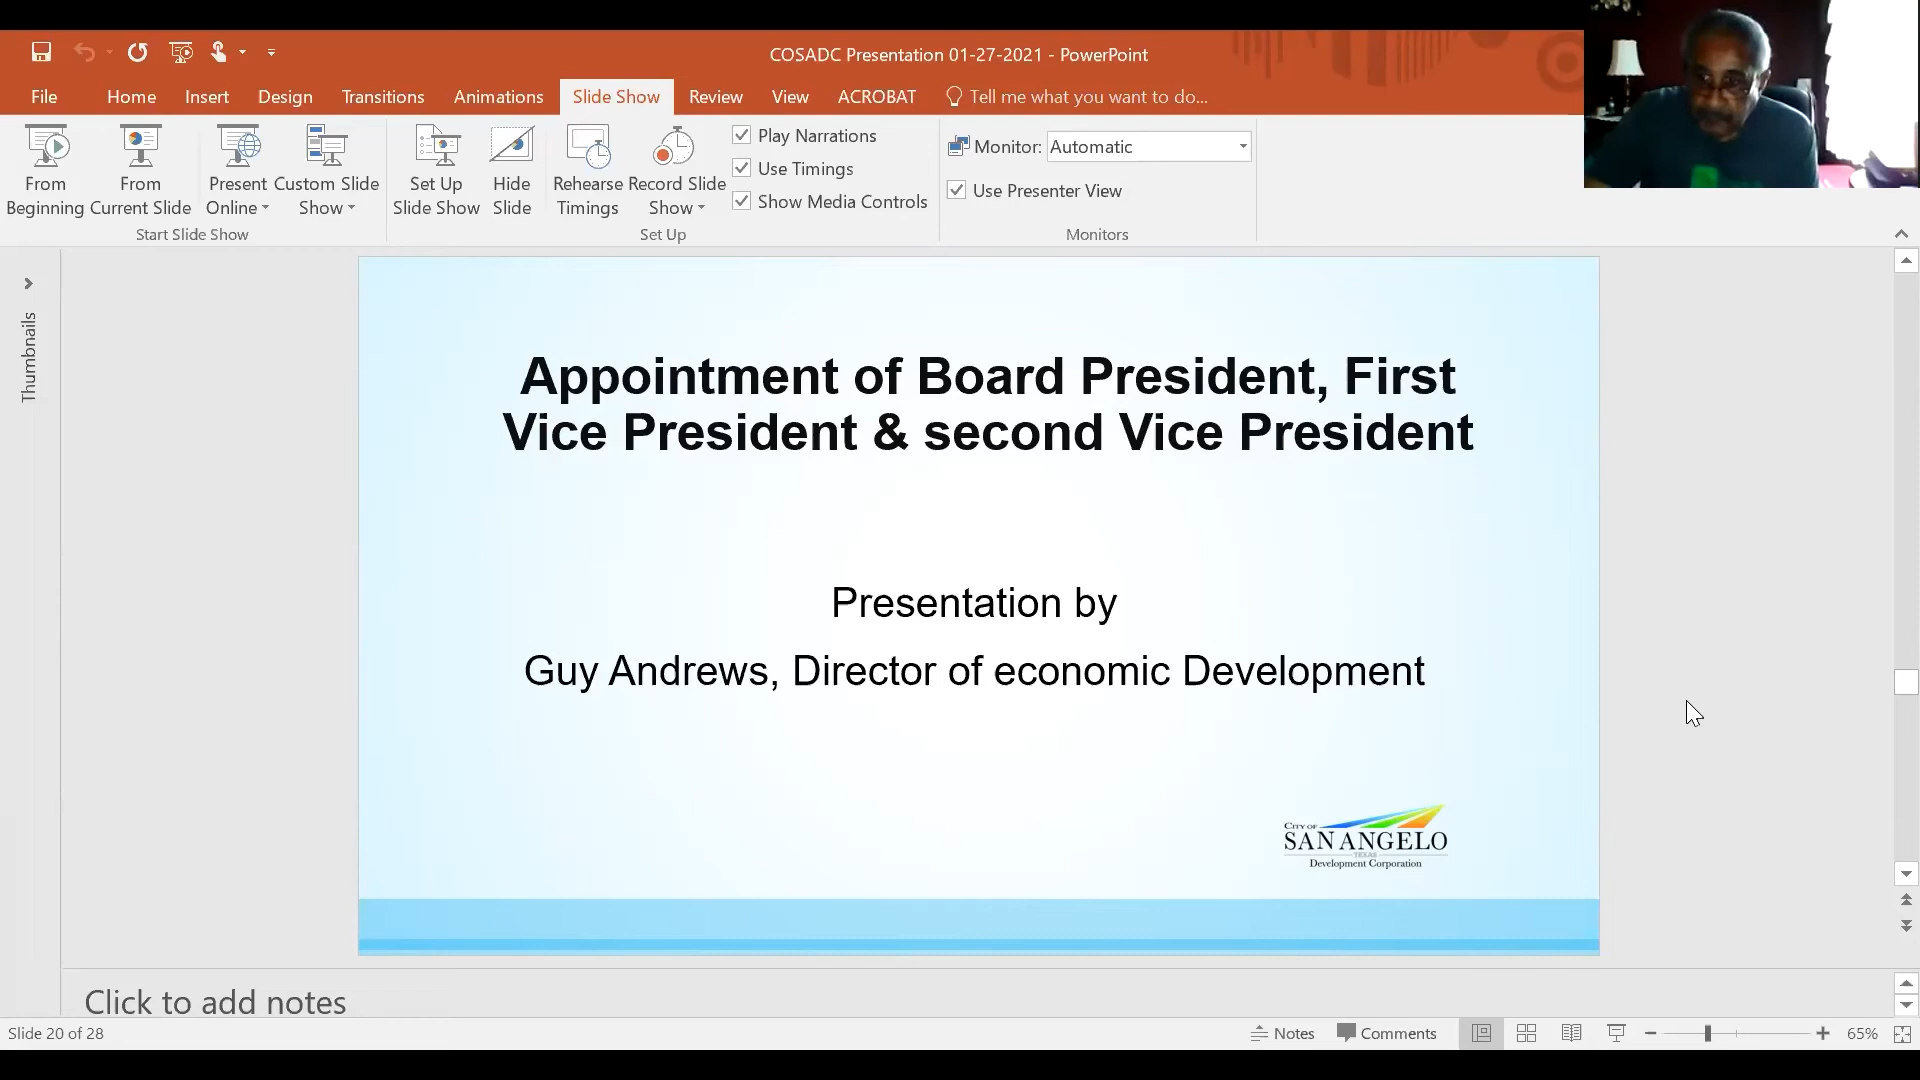 COSADC Presentation 01-27-2021 - PowerPoint
File Home Insert Design Transitions Animations Slide Show Review View ACROBAT Tell me what you want to do...
From Beginning
From Current Slide
Present Online
Custom Slide Show
Set Up Slide Show
Hide Slide
Rehearse Timings
Record Slide Show
Play Narrations
Use Timings
Show Media Controls
Monitor: Automatic
Use Presenter View
Start Slide Show
Set Up
Monitors
Thumbnails
Appointment of Board President, First
Vice President & second Vice President
Presentation by
Guy Andrews, Director of economic Development
CITY OF
SAN ANGELO
TEXAS
Development Corporation
Click to add notes
Slide 20 of 28
Notes
Comments
65%